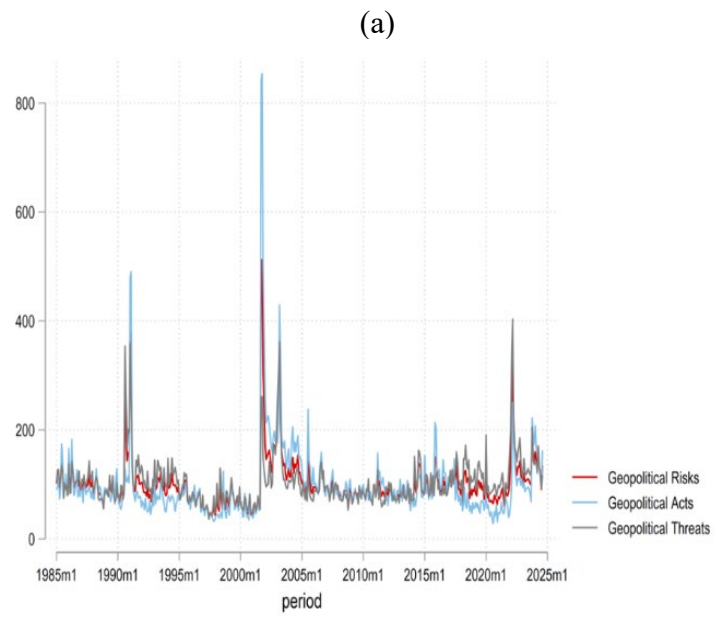 (a)
800
600
400
200
0
1985m1 1990m1 1995m1 2000m1 2005m1 2010m1 2015m1 2020m1 2025m1
period
Geopolitical Risks
Geopolitical Acts
Geopolitical Threats